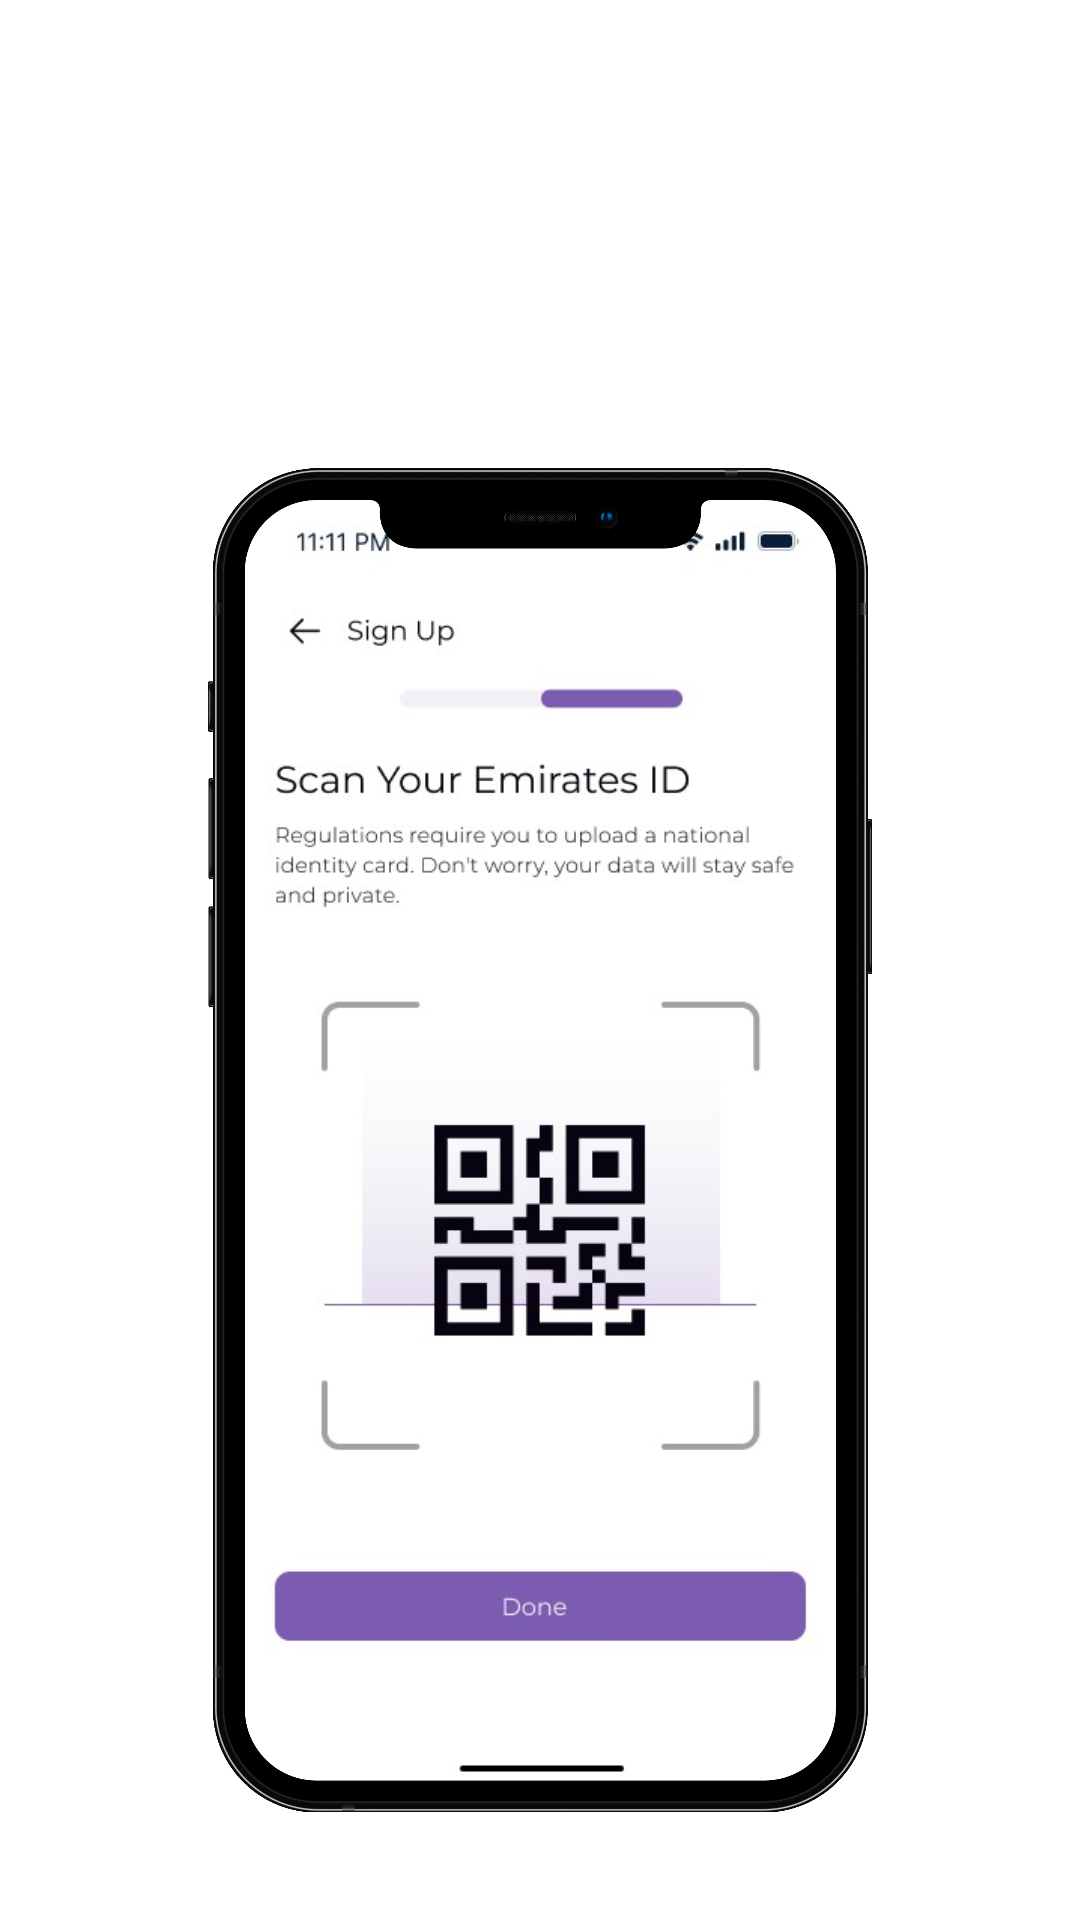 11:11 PM
Sign Up
Scan Your Emirates ID
Regulations require you to upload a national
identity card. Don't worry, your data will stay safe
and private.
Done